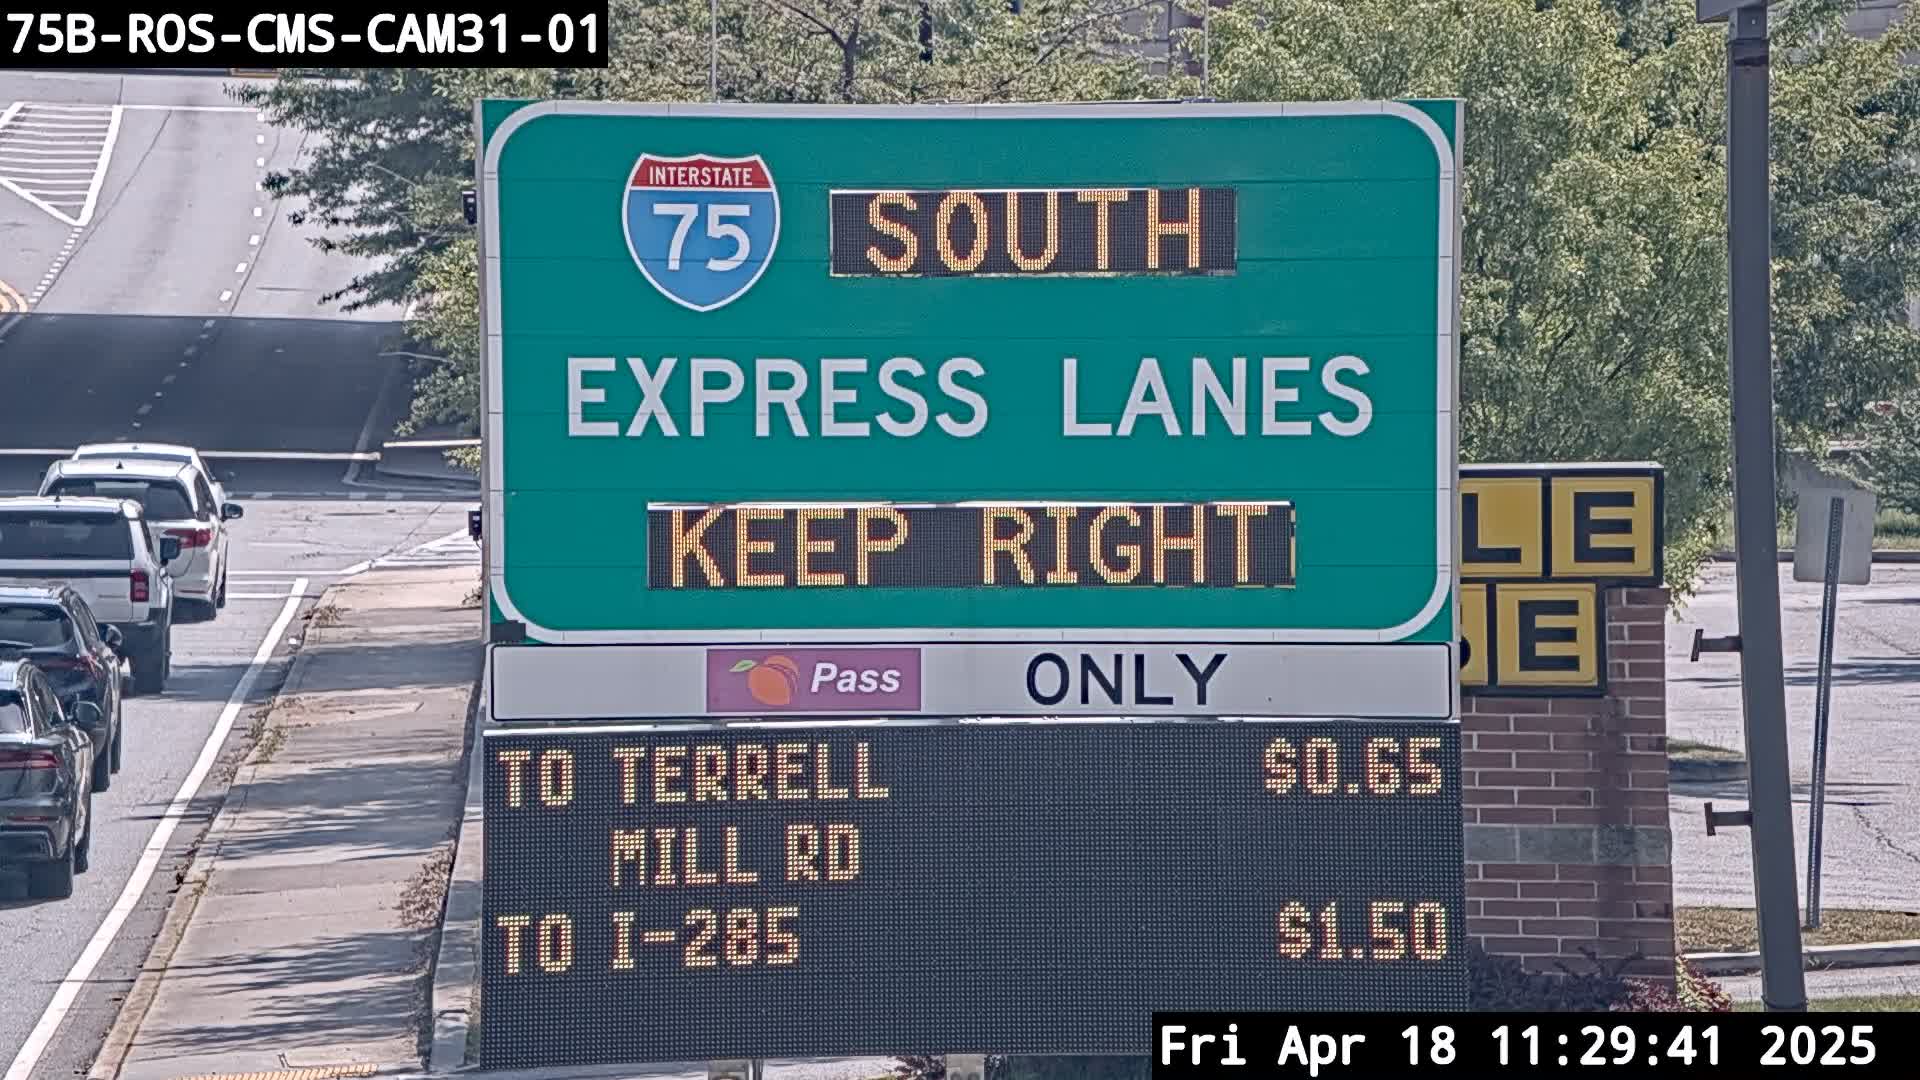 75B-ROS-CMS-CAM31-01
INTERSTATE
75
SOUTH
EXPRESS LANES
KEEP RIGHT
Pass ONLY
TO TERRELL $0.65
MILL RD
TO I-285 $1.50
LE
E
Fri Apr 18 11:29:41 2025